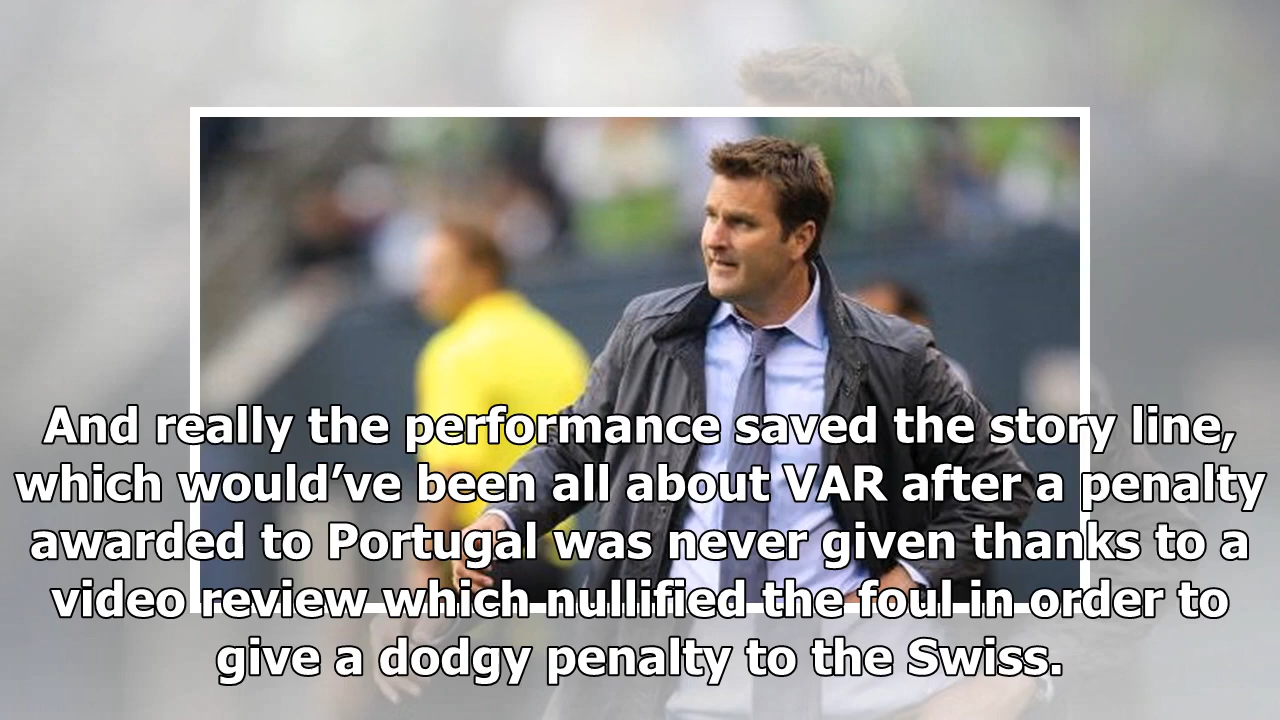 And really the performance saved the story line,
which would’ve been all about VAR after a penalty
awarded to Portugal was never given thanks to a
video review which nullified the foul in order to
give a dodgy penalty to the Swiss.